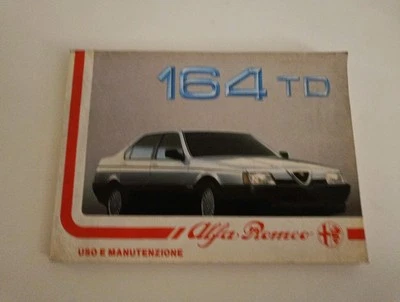 164 TD
Alfa-Romeo
USO E MANUTENZIONE